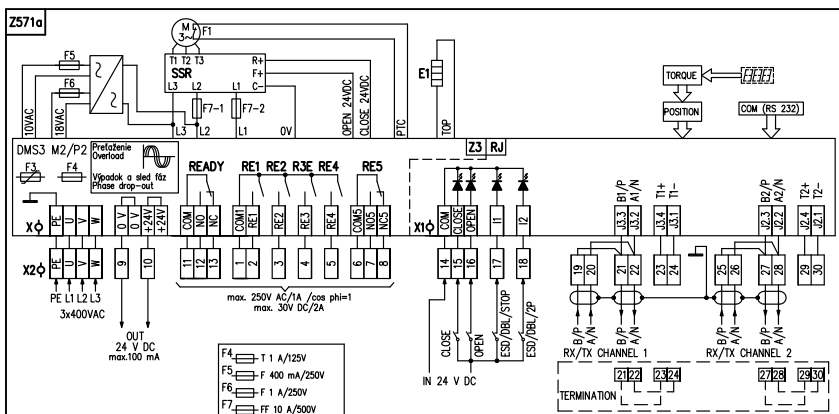 Z571a
M
3~
F1
F5
F6
T1 T2 T3
SSR
R+
F+
C-
L3 L2 L1
F7-1
F7-2
10VAC
18VAC
L3 L2 L1
0V
OPEN 24VDC
CLOSE 24VDC
PTC
E1
TOP
TORQUE
POSITION
COM (RS 232)
DMS3 M2/P2
F3
F4
Preťaženie
Overload
Výpadok a sled fáz
Phase drop-out
READY
RE1 RE2 R3E RE4
RE5
Z3 RJ
X
PE U V W
0 V
0 V
+24V
+24V
COM NO NC
COM1 RE1 RE2 RE3 RE4
COM5 NO5 NC5
X1
COM CLOSE OPEN I1 I2
B1/P A1/N T1+ T1-
J3.3 J3.2 J3.4 J3.1
B2/P A2/N T2+ T2-
J2.3 J2.2 J2.4 J2.1
X2
PE U V W
9 10
11 12 13
1 2 3 4 5
6 7 8
14 15 16 17 18
19 20 21 22 23 24
25 26 27 28 29 30
PE L1 L2 L3
3x400VAC
OUT
24 V DC
max.100 mA
max. 250V AC/1A /cos phi=1
max. 30V DC/2A
CLOSE
OPEN
ESD/DBL/STOP
ESD/DBL/2P
IN 24 V DC
B/P A/N B/P A/N
RX/TX CHANNEL 1
B/P A/N B/P A/N
RX/TX CHANNEL 2
F4 T 1 A/125V
F5 F 400 mA/250V
F6 F 1 A/250V
F7 FF 10 A/500V
TERMINATION
21 22 23 24
27 28 29 30